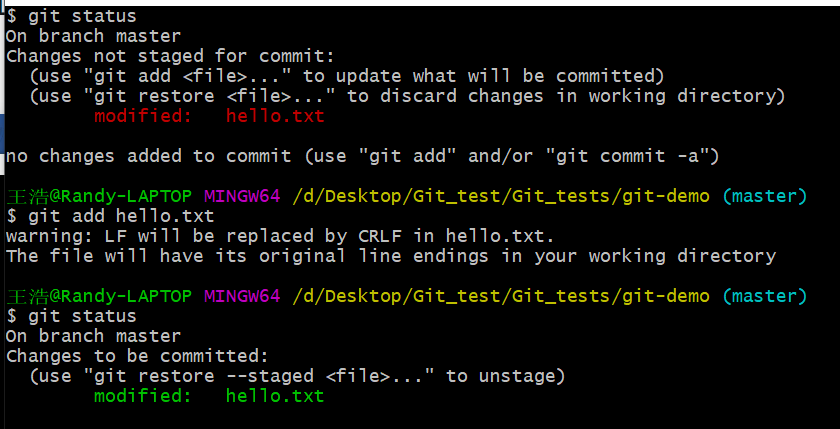 $ git status
On branch master
Changes not staged for commit:
  (use "git add <file>..." to update what will be committed)
  (use "git restore <file>..." to discard changes in working directory)
        modified:   hello.txt

no changes added to commit (use "git add" and/or "git commit -a")

王浩@Randy-LAPTOP MINGW64 /d/Desktop/Git_test/Git_tests/git-demo (master)
$ git add hello.txt
warning: LF will be replaced by CRLF in hello.txt.
The file will have its original line endings in your working directory

王浩@Randy-LAPTOP MINGW64 /d/Desktop/Git_test/Git_tests/git-demo (master)
$ git status
On branch master
Changes to be committed:
  (use "git restore --staged <file>..." to unstage)
        modified:   hello.txt